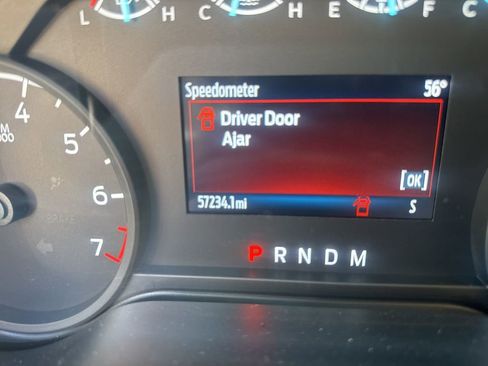 L H C H E F C
Speedometer 56°
Driver Door
Ajar
[OK]
57234.1mi S
4
5
6
7
P R N D M